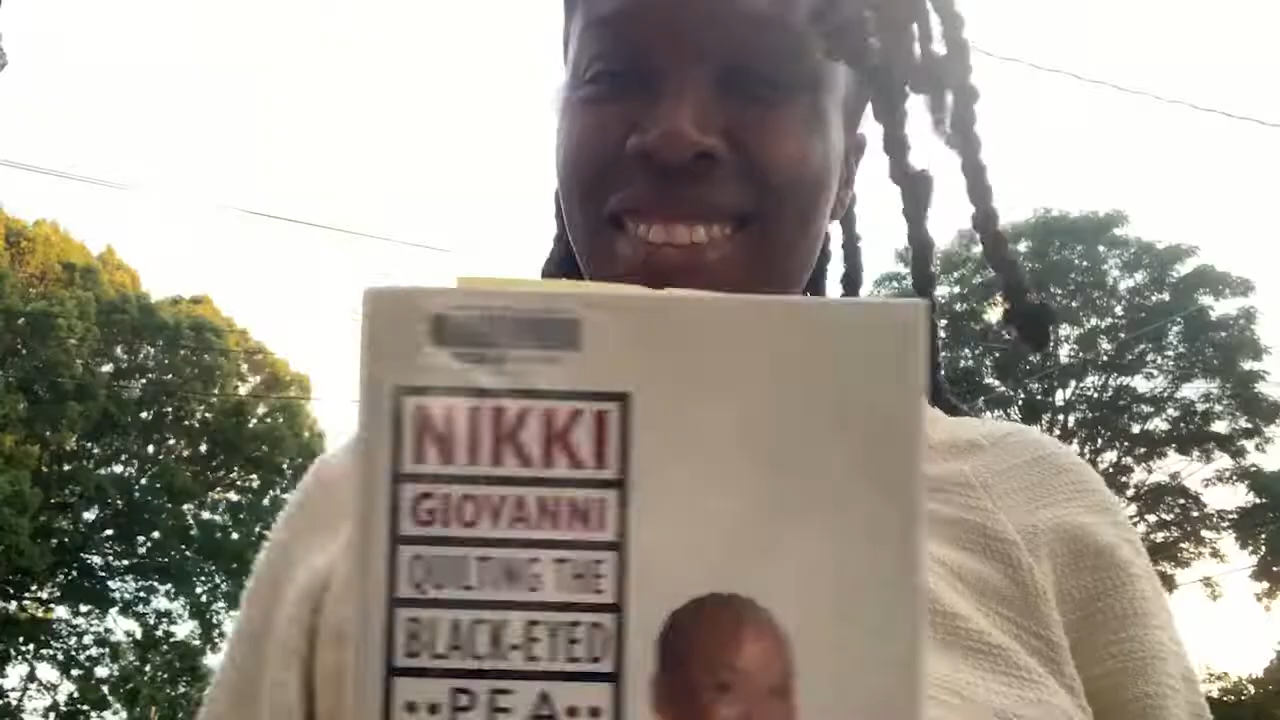 NIKKI
GIOVANNI
QUILTING THE
BLACK-EYED
••PEA••